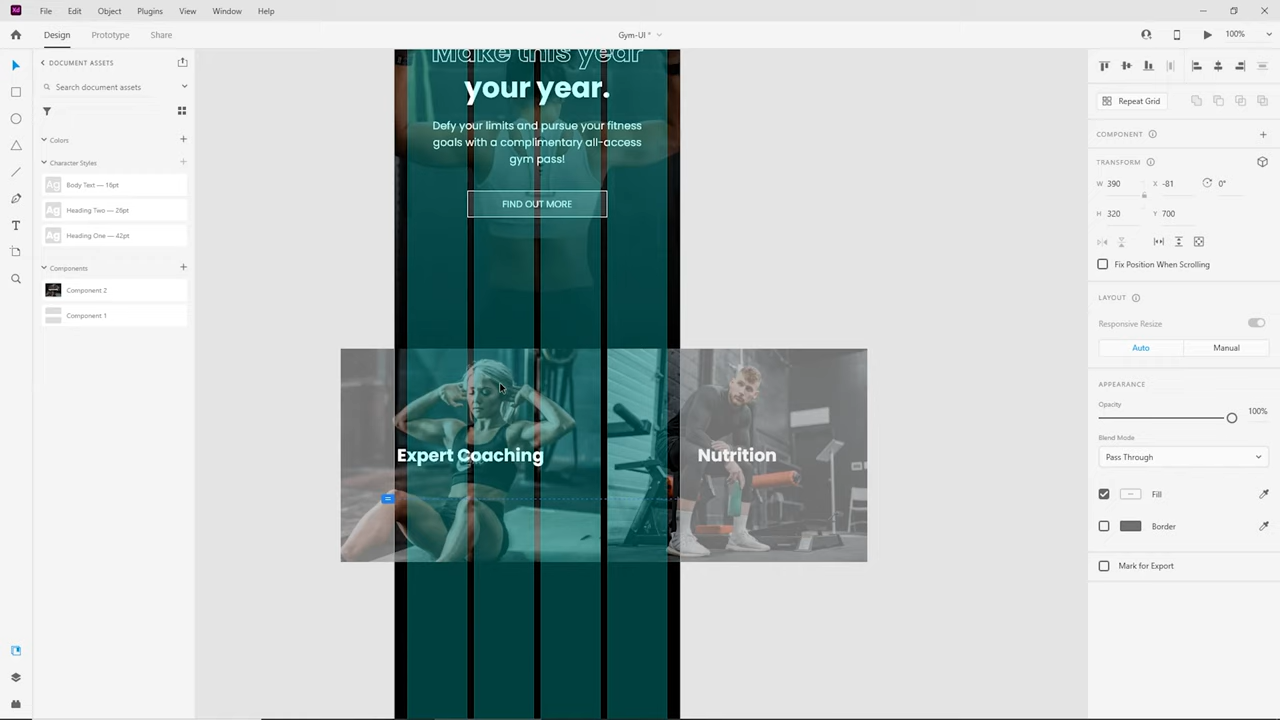 File Edit Object Plugins View Window Help
Design Prototype Share
Gym-UI *
100%
DOCUMENT ASSETS
Search document assets
Colors
Character Styles
Ag Body Text — 16pt
Ag Heading Two — 26pt
Ag Heading One — 42pt
Components
Component 2
Component 1
Make this year
your year.
Defy your limits and pursue your fitness
goals with a complimentary all-access
gym pass!
FIND OUT MORE
Expert Coaching
Nutrition
Repeat Grid
COMPONENT
TRANSFORM
W 390 X -81 0°
H 320 Y 700
Fix Position When Scrolling
LAYOUT
Responsive Resize
Auto Manual
APPEARANCE
Opacity
100%
Blend Mode
Pass Through
Fill
Border
Mark for Export